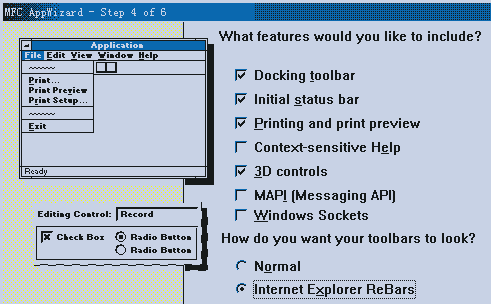 MFC AppWizard - Step 4 of 6
What features would you like to include?
Application
File Edit View Window Help
Print...
Print Preview
Print Setup...
Exit
Ready
Docking toolbar
Initial status bar
Printing and print preview
Context-sensitive Help
3D controls
MAPI (Messaging API)
Windows Sockets
Editing Control: Record
Check Box
Radio Button
Radio Button
How do you want your toolbars to look?
Normal
Internet Explorer ReBars